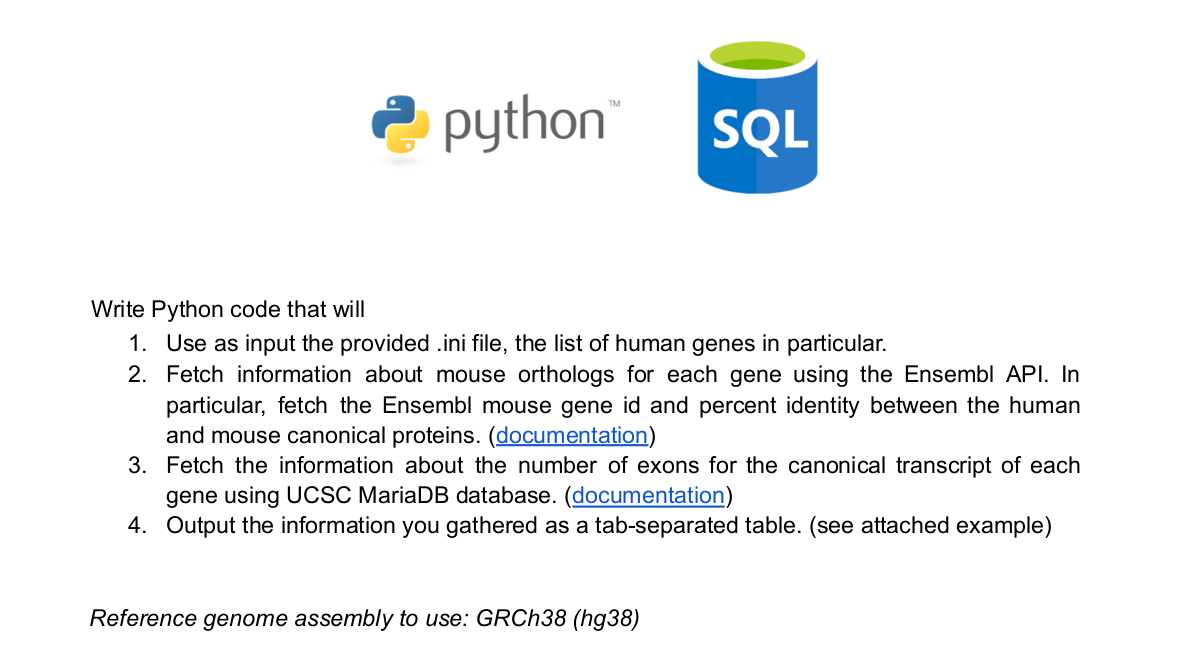 python™
SQL
Write Python code that will
1. Use as input the provided .ini file, the list of human genes in particular.
2. Fetch information about mouse orthologs for each gene using the Ensembl API. In
particular, fetch the Ensembl mouse gene id and percent identity between the human
and mouse canonical proteins. (documentation)
3. Fetch the information about the number of exons for the canonical transcript of each
gene using UCSC MariaDB database. (documentation)
4. Output the information you gathered as a tab-separated table. (see attached example)
Reference genome assembly to use: GRCh38 (hg38)